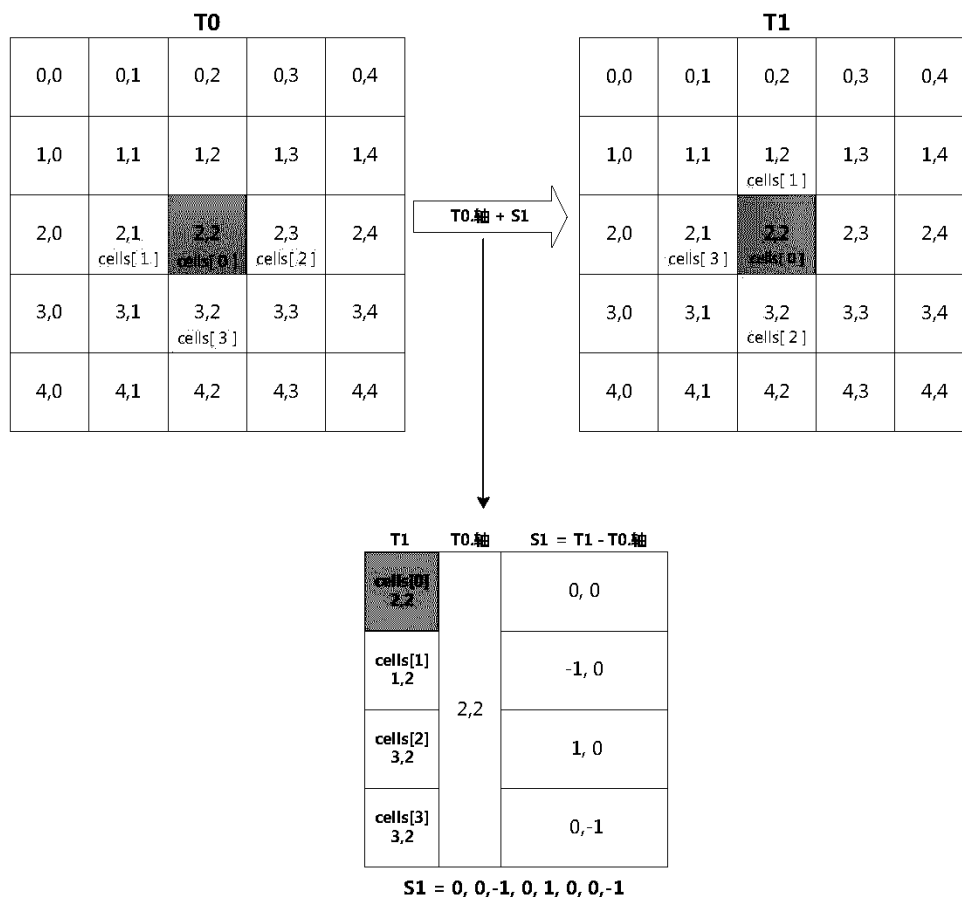 T0
T1
0,0 0,1 0,2 0,3 0,4
1,0 1,1 1,2 1,3 1,4
2,0 2,1 2,2 2,3 2,4
cells[1] cells[0] cells[2]
3,0 3,1 3,2 3,3 3,4
cells[3]
4,0 4,1 4,2 4,3 4,4
T0.轴 + S1
0,0 0,1 0,2 0,3 0,4
1,0 1,1 1,2 1,3 1,4
cells[1]
2,0 2,1 2,2 2,3 2,4
cells[3] cells[0]
3,0 3,1 3,2 3,3 3,4
cells[2]
4,0 4,1 4,2 4,3 4,4
T1 T0.轴 S1 = T1 - T0.轴
cells[0]
2,2
0, 0
cells[1]
1,2
-1, 0
2,2
cells[2]
3,2
1, 0
cells[3]
3,2
0,-1
S1 = 0, 0,-1, 0, 1, 0, 0,-1